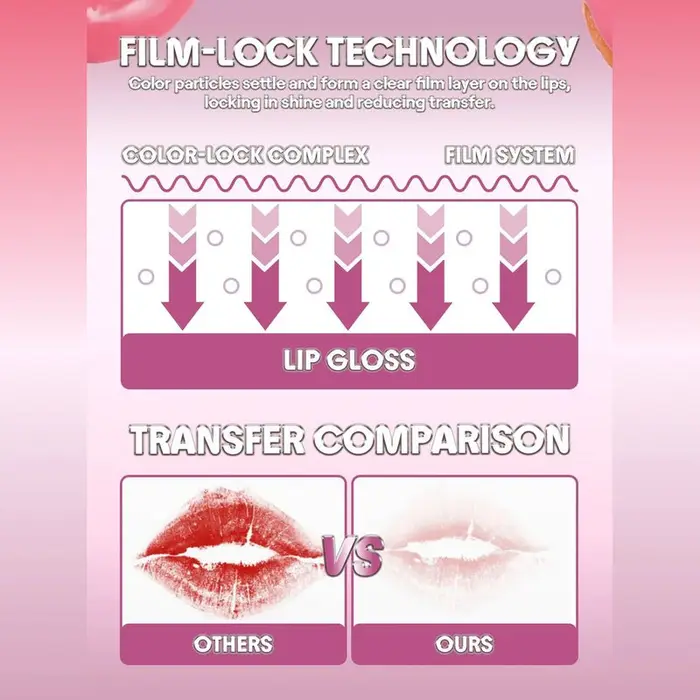 FILM-LOCK TECHNOLOGY
Color particles settle and form a clear film layer on the lips,
locking in shine and reducing transfer.
COLOR-LOCK COMPLEX FILM SYSTEM
LIP GLOSS
TRANSFER COMPARISON
VS
OTHERS OURS